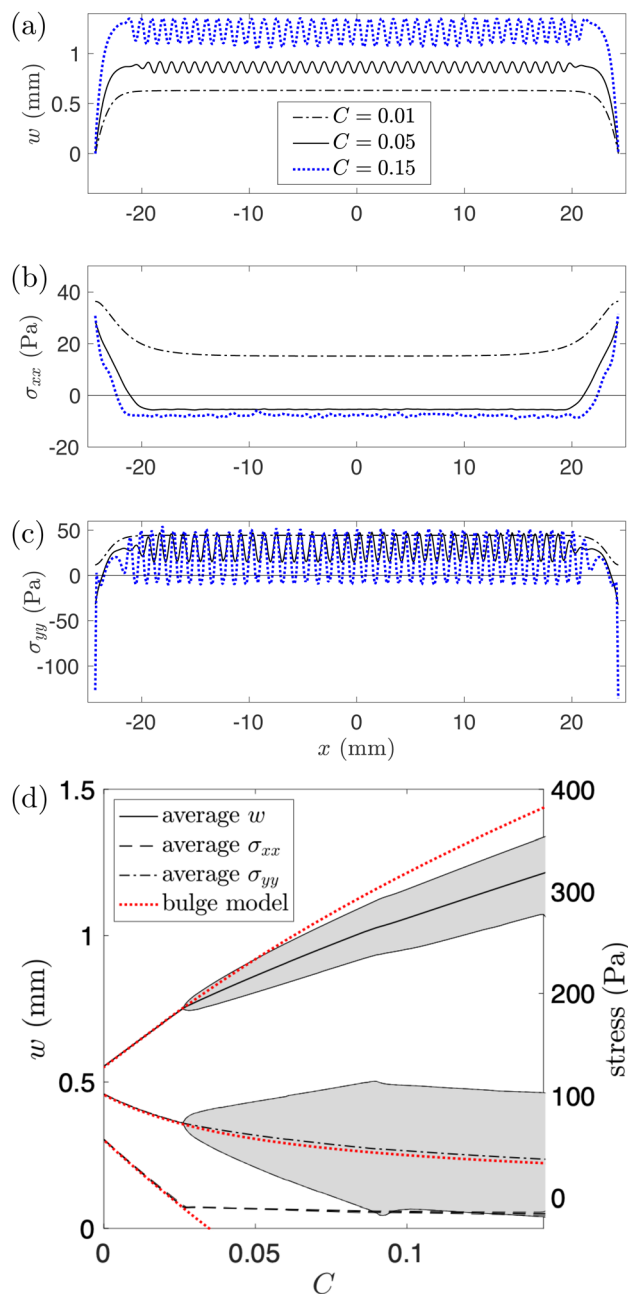 (a)
1
0.5
0
w (mm)
C = 0.01
C = 0.05
C = 0.15
-20 -10 0 10 20
(b)
40
20
0
-20
σxx (Pa)
-20 -10 0 10 20
(c)
50
0
-50
-100
σyy (Pa)
-20 -10 0 10 20
x (mm)
(d)
1.5
1
0.5
0
w (mm)
average w
average σxx
average σyy
bulge model
400
300
200
100
0
stress (Pa)
0 0.05 0.1
C